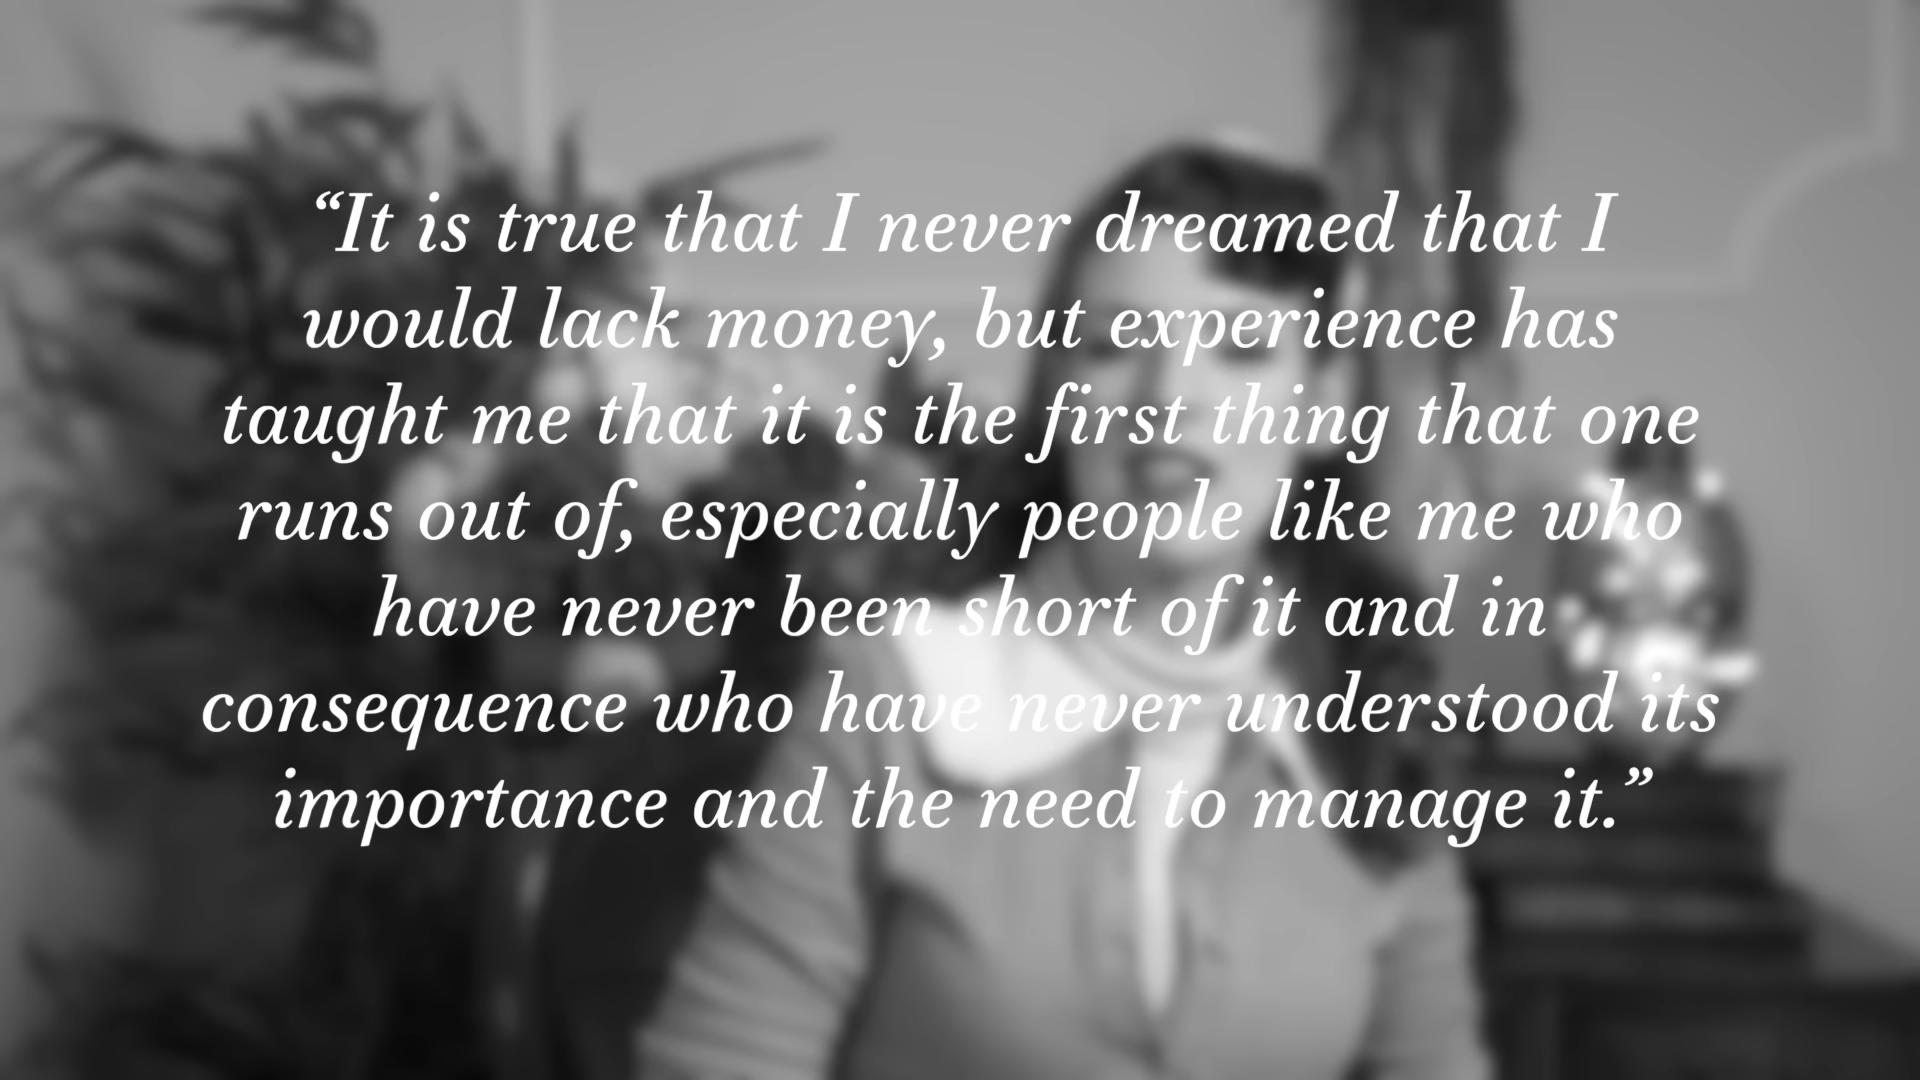 “It is true that I never dreamed that I
would lack money, but experience has
taught me that it is the first thing that one
runs out of, especially people like me who
have never been short of it and in
consequence who have never understood its
importance and the need to manage it.”